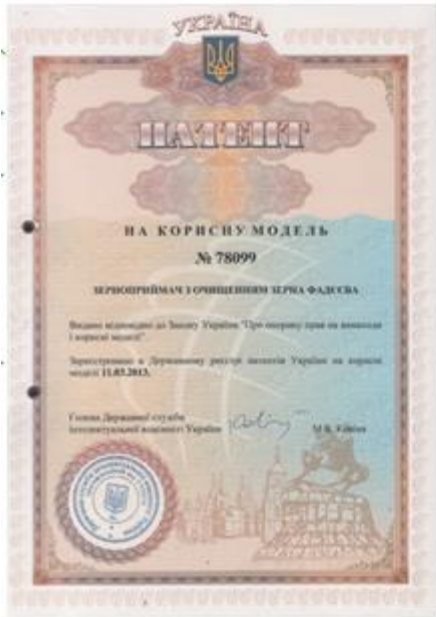 УКРАЇНА
ПАТЕНТ
НА КОРИСНУ МОДЕЛЬ
№ 78099
ЗЕРНОПРИЙМАЧ З ОЧИЩЕННЯМ ЗЕРНА ФАДЄЄВА
Видано відповідно до Закону України "Про охорону прав на винаходи
і корисні моделі".
Зареєстровано в Державному реєстрі патентів України на корисні
моделі 11.03.2013.
Голова Державної служби
інтелектуальної власності України